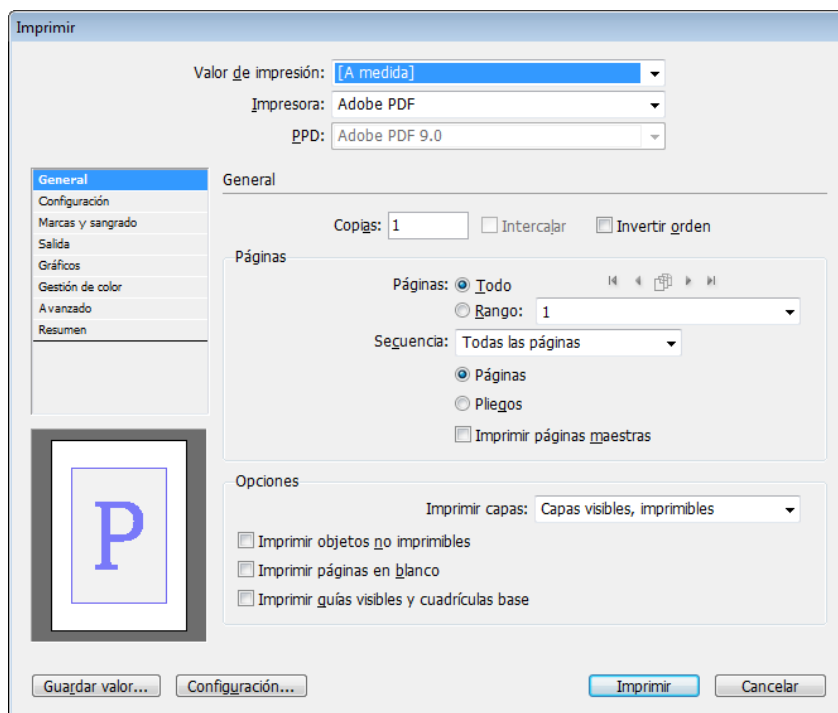 Imprimir
Valor de impresión: [A medida]
Impresora: Adobe PDF
PPD: Adobe PDF 9.0
General
Configuración
Marcas y sangrado
Salida
Gráficos
Gestión de color
Avanzado
Resumen
P
General
Copias: 1 Intercalar Invertir orden
Páginas
Páginas: Todo
Rango: 1
Secuencia: Todas las páginas
Páginas
Pliegos
Imprimir páginas maestras
Opciones
Imprimir capas: Capas visibles, imprimibles
Imprimir objetos no imprimibles
Imprimir páginas en blanco
Imprimir guías visibles y cuadrículas base
Guardar valor... Configuración... Imprimir Cancelar